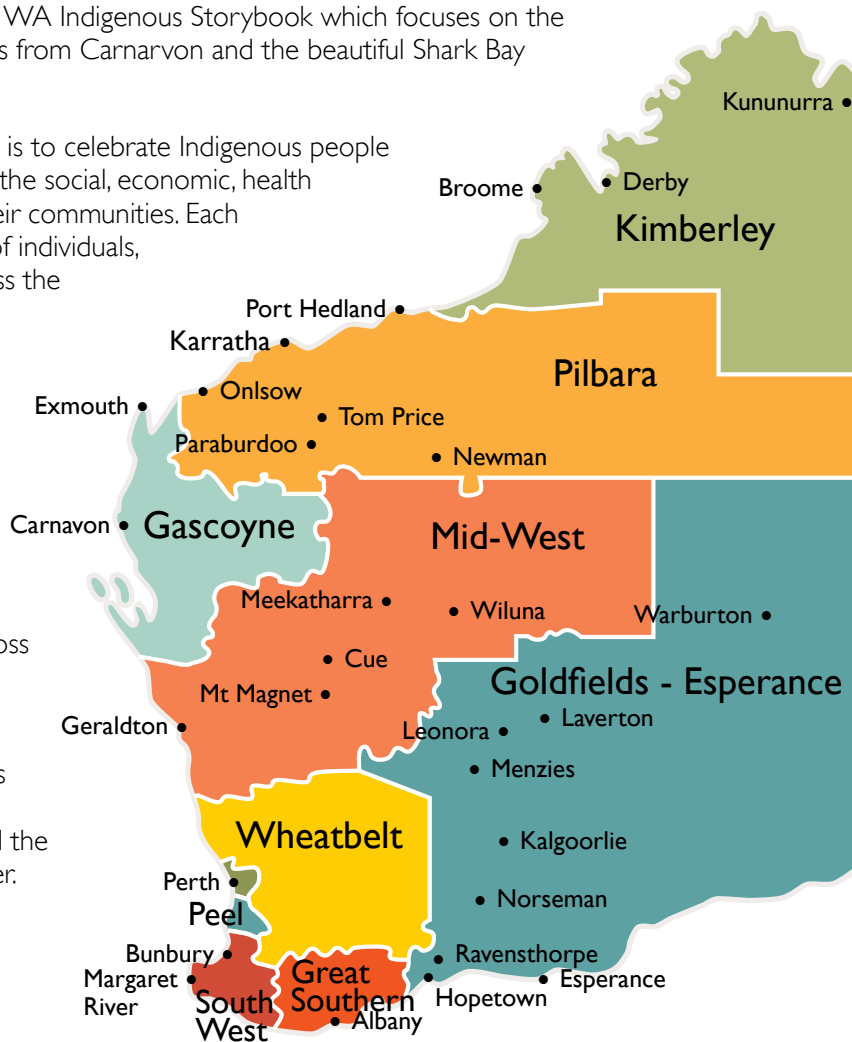 WA Indigenous Storybook which focuses on the
s from Carnarvon and the beautiful Shark Bay
is to celebrate Indigenous people
the social, economic, health
eir communities. Each
of individuals,
ss the
oss
s
d the
er.
Kununurra
Broome
Derby
Kimberley
Port Hedland
Karratha
Pilbara
Onlsow
Exmouth
Tom Price
Paraburdoo
Newman
Carnavon
Gascoyne
Mid-West
Meekatharra
Wiluna
Warburton
Cue
Goldfields - Esperance
Mt Magnet
Laverton
Geraldton
Leonora
Menzies
Wheatbelt
Kalgoorlie
Perth
Norseman
Peel
Bunbury
Ravensthorpe
Margaret
River
Great
Southern
Esperance
Hopetown
South
West
Albany